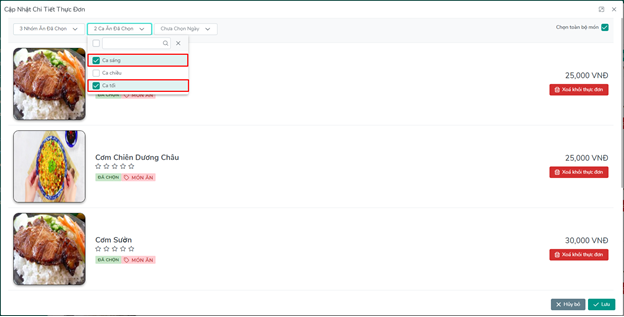 Cập Nhật Chi Tiết Thực Đơn
3 Nhóm Ăn Đã Chọn
2 Ca Ăn Đã Chọn
Chưa Chọn Ngày
Chọn toàn bộ món
Ca sáng
Ca chiều
Ca tối
25,000 VNĐ
Xoá khỏi thực đơn
ĐÃ CHỌN
MÓN ĂN
Cơm Chiên Dương Châu
ĐÃ CHỌN
MÓN ĂN
25,000 VNĐ
Xoá khỏi thực đơn
Cơm Sườn
ĐÃ CHỌN
MÓN ĂN
30,000 VNĐ
Xoá khỏi thực đơn
Hủy bỏ
Lưu